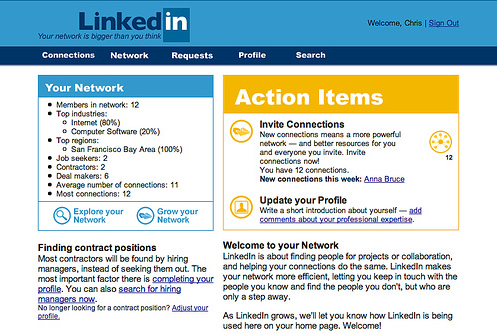 Linkedin
Your network is bigger than you think
Welcome, Chris | Sign Out
Connections Network Requests Profile Search
Your Network
Members in network: 12
Top industries:
Internet (80%)
Computer Software (20%)
Top regions:
San Francisco Bay Area (100%)
Job seekers: 2
Contractors: 2
Deal makers: 6
Average number of connections: 11
Most connections: 12
Explore your
Network
Grow your
Network
Finding contract positions
Most contractors will be found by hiring
managers, instead of seeking them out. The
most important factor there is completing your
profile. You can also search for hiring
managers now.
No longer looking for a contract position? Adjust your
profile.
Action Items
Invite Connections
New connections means a more powerful
network — and better resources for you
and everyone you invite. Invite
connections now!
You have 12 connections.
New connections this week: Anna Bruce
12
Update your Profile
Write a short introduction about yourself — add
comments about your professional expertise.
Welcome to your Network
LinkedIn is about finding people for projects or collaboration,
and helping your connections do the same. LinkedIn makes
your network more efficient, letting you keep in touch with the
people you know and find the people you don't, but who are
only a step away.
As LinkedIn grows, we'll let you know how LinkedIn is
being used here on your home page. Welcome!